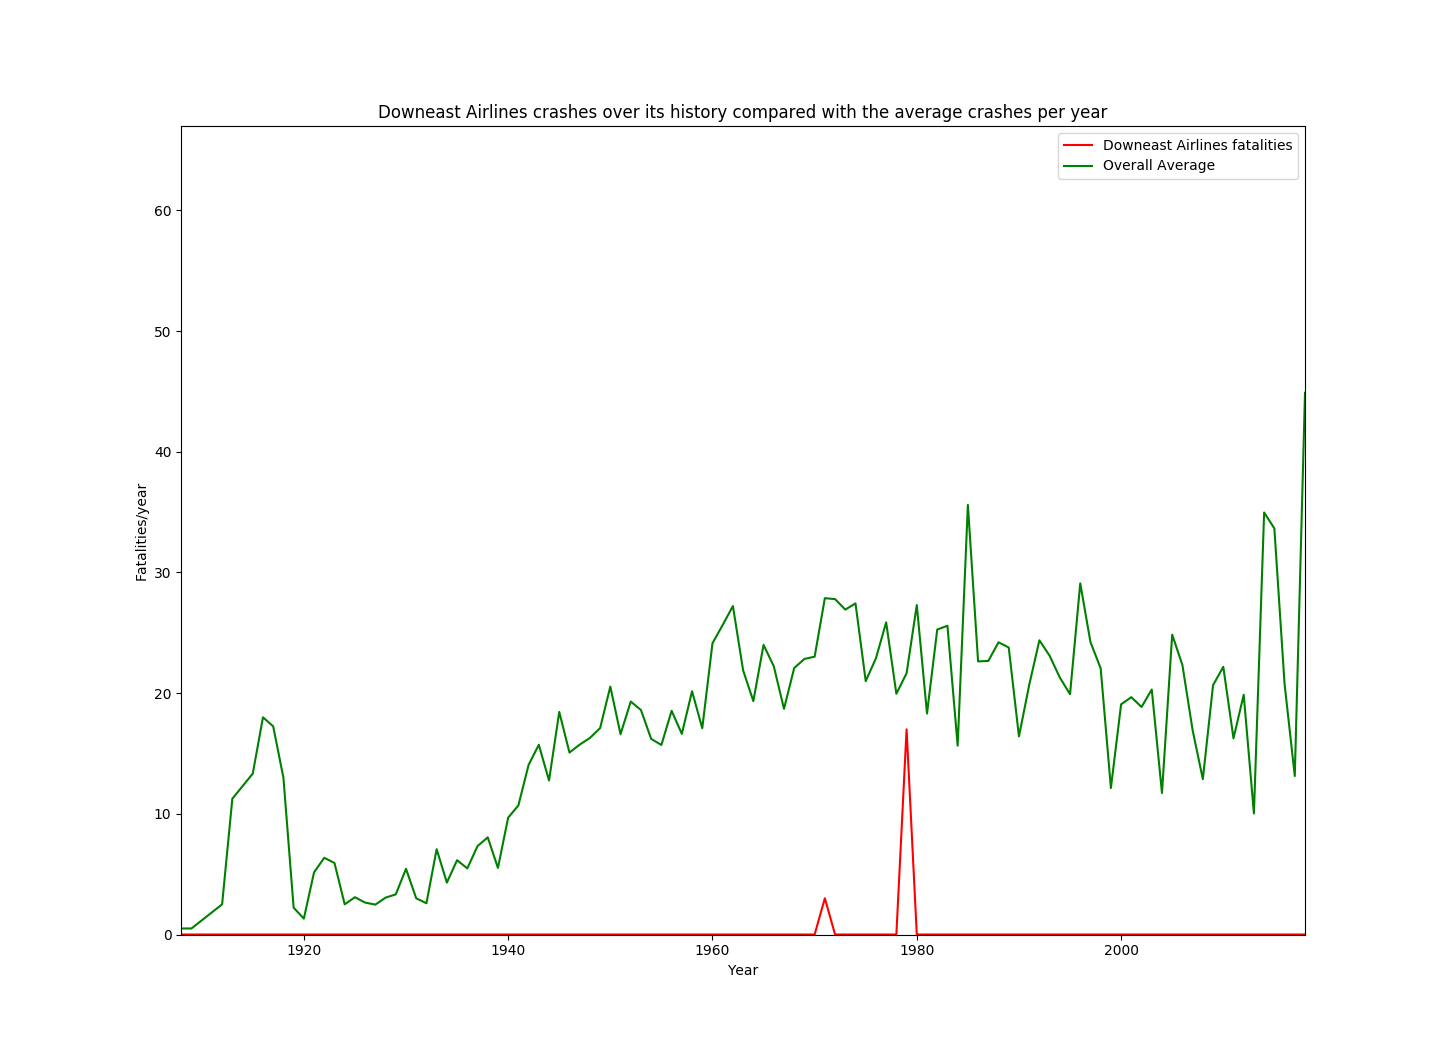 Downeast Airlines crashes over its history compared with the average crashes per year
Downeast Airlines fatalities
Overall Average
60
50
40
30
20
10
0
Fatalities/year
1920 1940 1960 1980 2000
Year